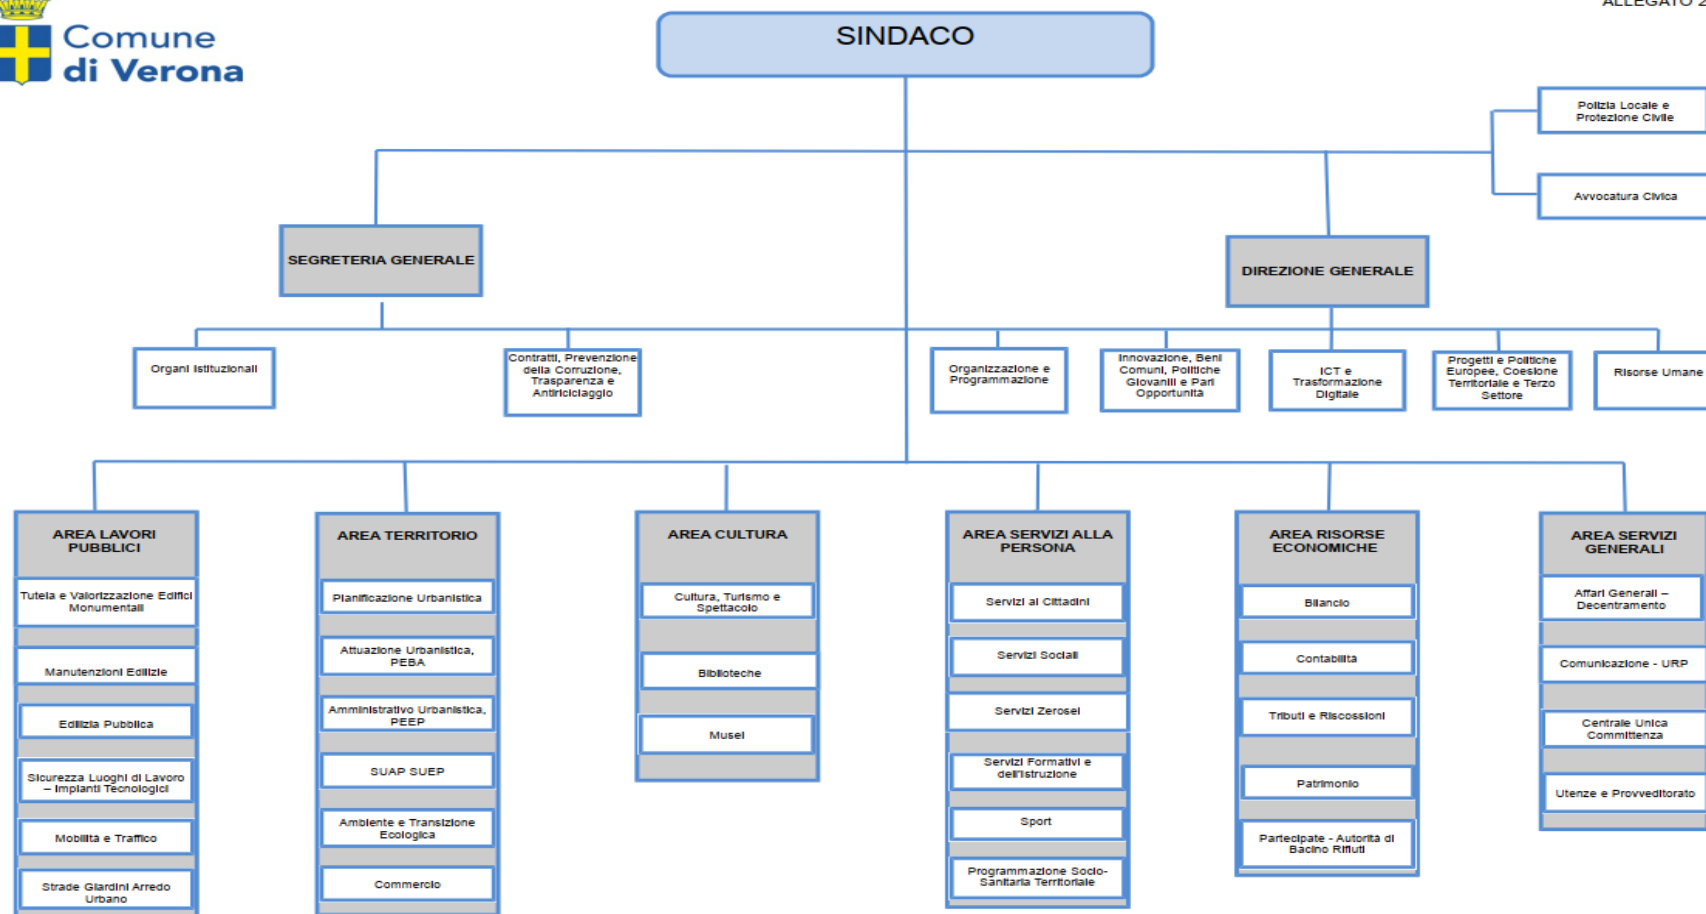 ALLEGATO 2
Comune
di Verona
SINDACO
Polizia Locale e
Protezione Civile
Avvocatura Civica
SEGRETERIA GENERALE
DIREZIONE GENERALE
Organi Istituzionali
Contratti, Prevenzione
della Corruzione,
Trasparenza e
Antiriciclaggio
Organizzazione e
Programmazione
Innovazione, Beni
Comuni, Politiche
Giovanili e Pari
Opportunità
ICT e
Trasformazione
Digitale
Progetti e Politiche
Europee, Coesione
Territoriale e Terzo
Settore
Risorse Umane
AREA LAVORI
PUBBLICI
Tutela e Valorizzazione Edifici
Monumentali
Manutenzioni Edilizie
Edilizia Pubblica
Sicurezza Luoghi di Lavoro
– Impianti Tecnologici
Mobilità e Traffico
Strade Giardini Arredo
Urbano
AREA TERRITORIO
Pianificazione Urbanistica
Attuazione Urbanistica,
PEBA
Amministrativo Urbanistica,
PEEP
SUAP SUEP
Ambiente e Transizione
Ecologica
Commercio
AREA CULTURA
Cultura, Turismo e
Spettacolo
Biblioteche
Musei
AREA SERVIZI ALLA
PERSONA
Servizi ai Cittadini
Servizi Sociali
Servizi Zerosei
Servizi Formativi e
dell'Istruzione
Sport
Programmazione Socio-
Sanitaria Territoriale
AREA RISORSE
ECONOMICHE
Bilancio
Contabilità
Tributi e Riscossioni
Patrimonio
Partecipate - Autorità di
Bacino Rifiuti
AREA SERVIZI
GENERALI
Affari Generali –
Decentramento
Comunicazione - URP
Centrale Unica
Committenza
Utenze e Provveditorato